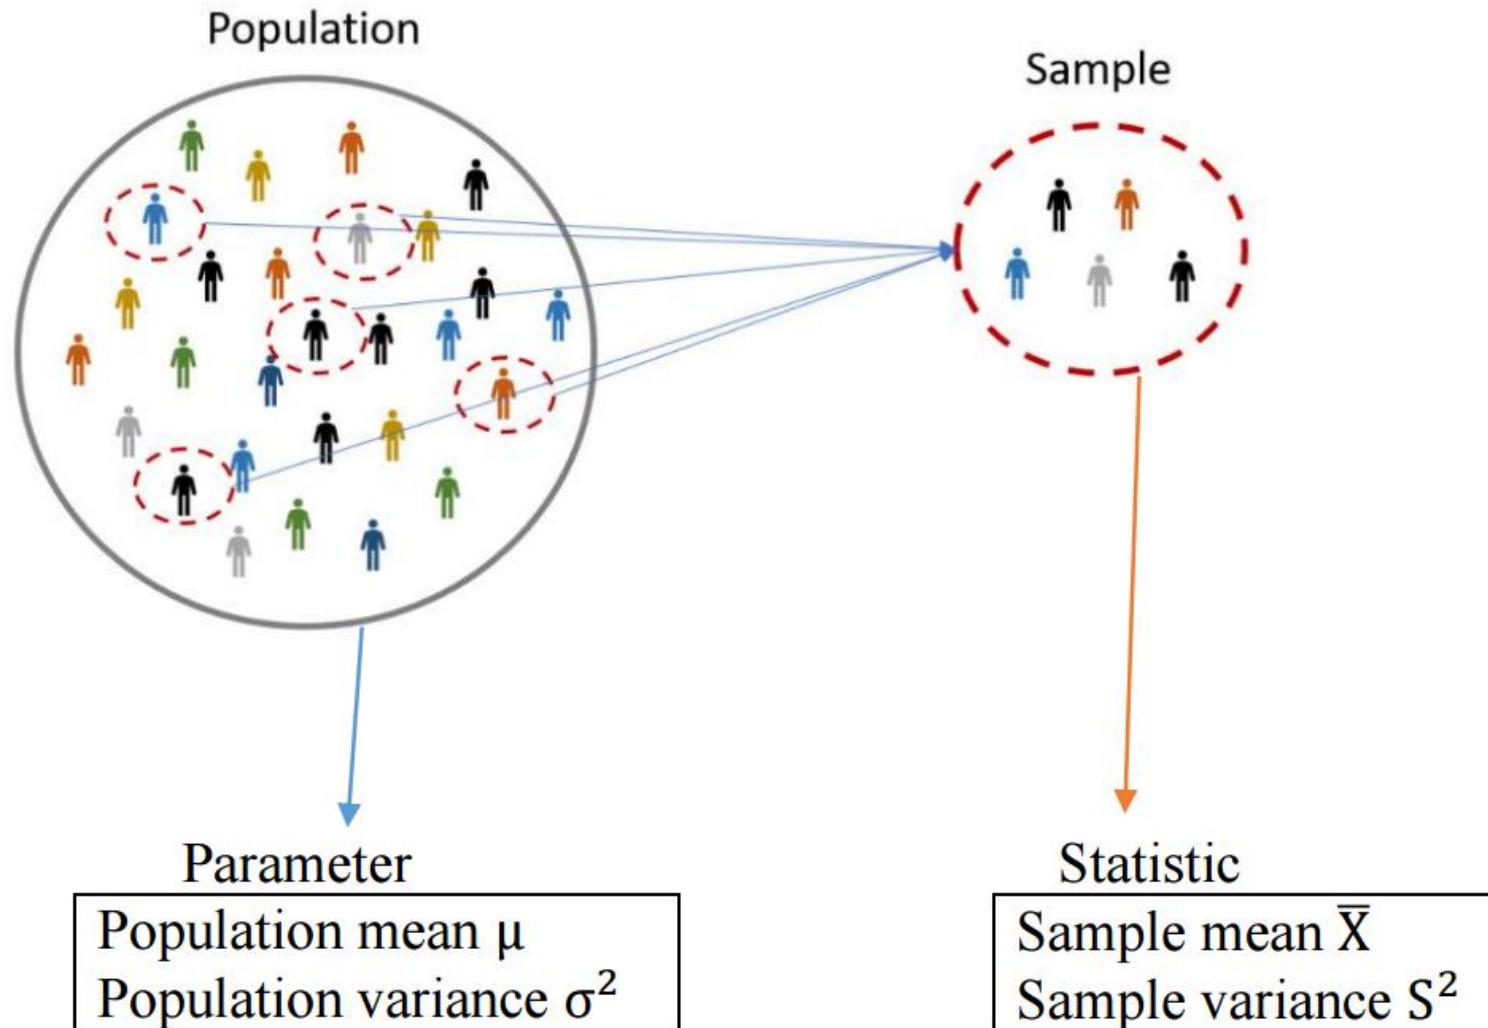 Population
Sample
Parameter
Population mean μ
Population variance σ²
Statistic
Sample mean X̅
Sample variance S²